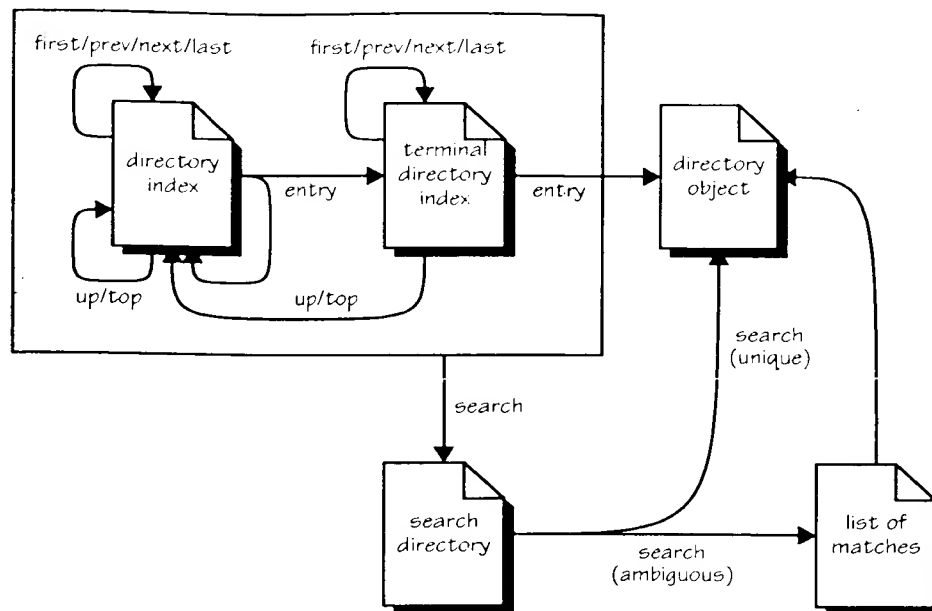 first/prev/next/last
first/prev/next/last
directory
index
terminal
directory
index
directory
object
entry
entry
up/top
up/top
search
(unique)
search
search
directory
search
(ambiguous)
list of
matches